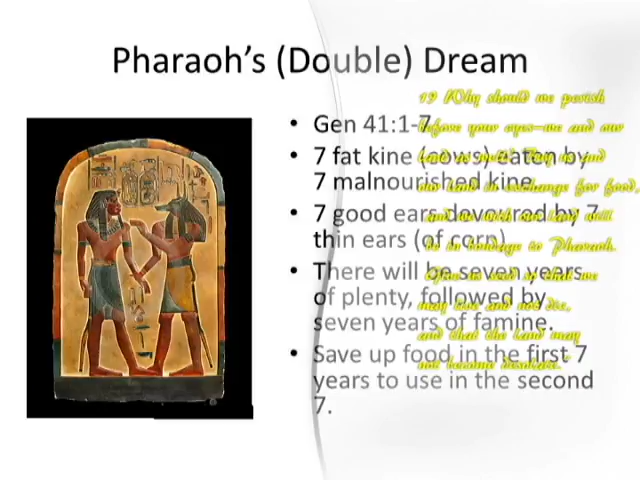 Pharaoh's (Double) Dream
• Gen 41:1-7
• 7 fat kine (cows) eaten by
7 malnourished kine
• 7 good ears devoured by 7
thin ears (of corn)
• There will be seven years
of plenty, followed by
seven years of famine.
• Save up food in the first 7
years to use in the second
7.
19 Why should we perish
before your eyes—we and our
land as well? Buy us and
our land in exchange for food,
and we with our land will
be in bondage to Pharaoh.
Give us seed so that we
may live and not die,
and that the land may
not become desolate."